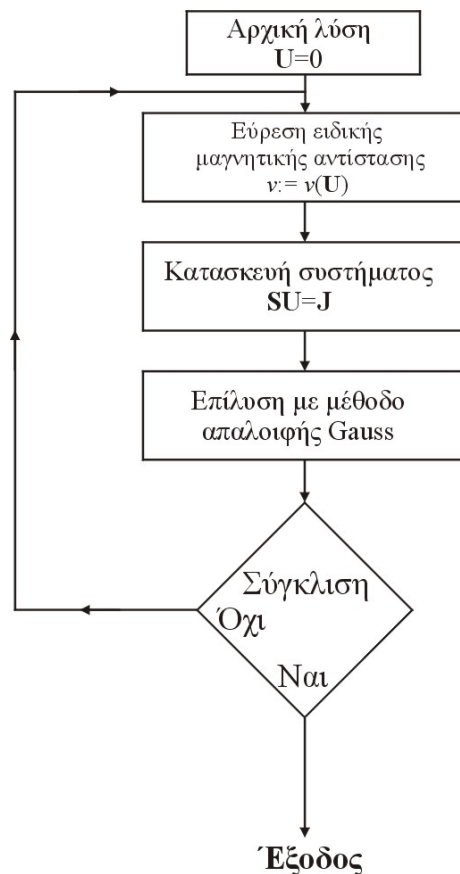 Αρχική λύση
U=0
Εύρεση ειδικής
μαγνητικής αντίστασης
ν:= ν(U)
Κατασκευή συστήματος
SU=J
Επίλυση με μέθοδο
απαλοιφής Gauss
Σύγκλιση
Όχι
Ναι
Έξοδος